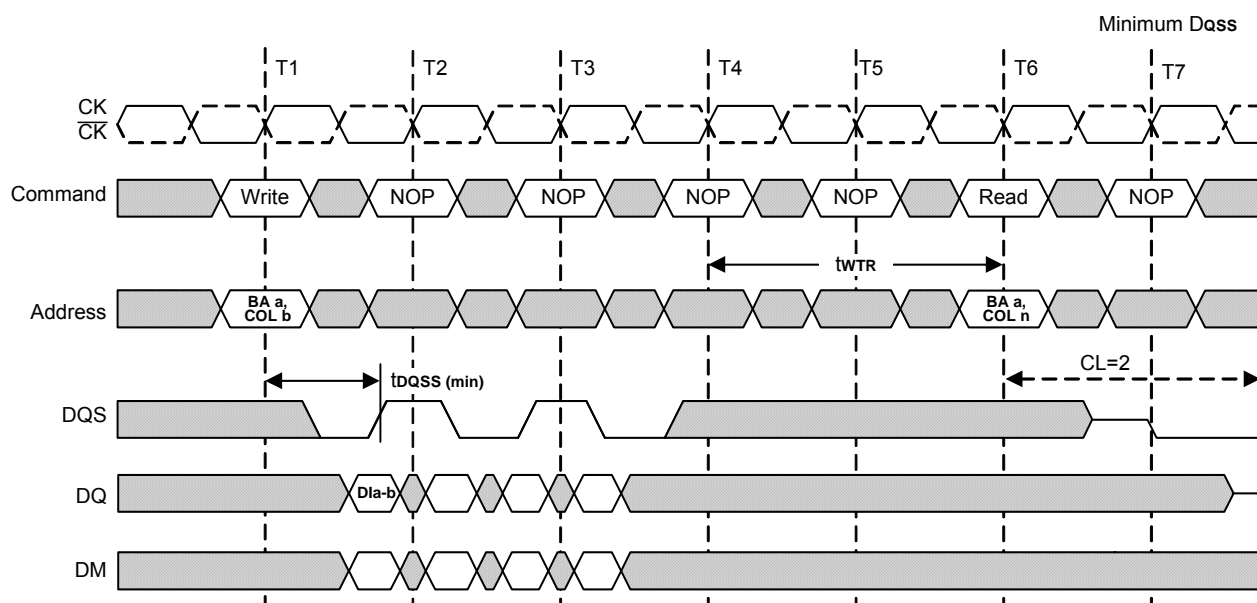 Minimum DQSS
T1 T2 T3 T4 T5 T6 T7
CK
CK
Command Write NOP NOP NOP NOP Read NOP
tWTR
Address BA a, COL b BA a, COL n
tDQSS (min) CL=2
DQS
DQ DIa-b
DM